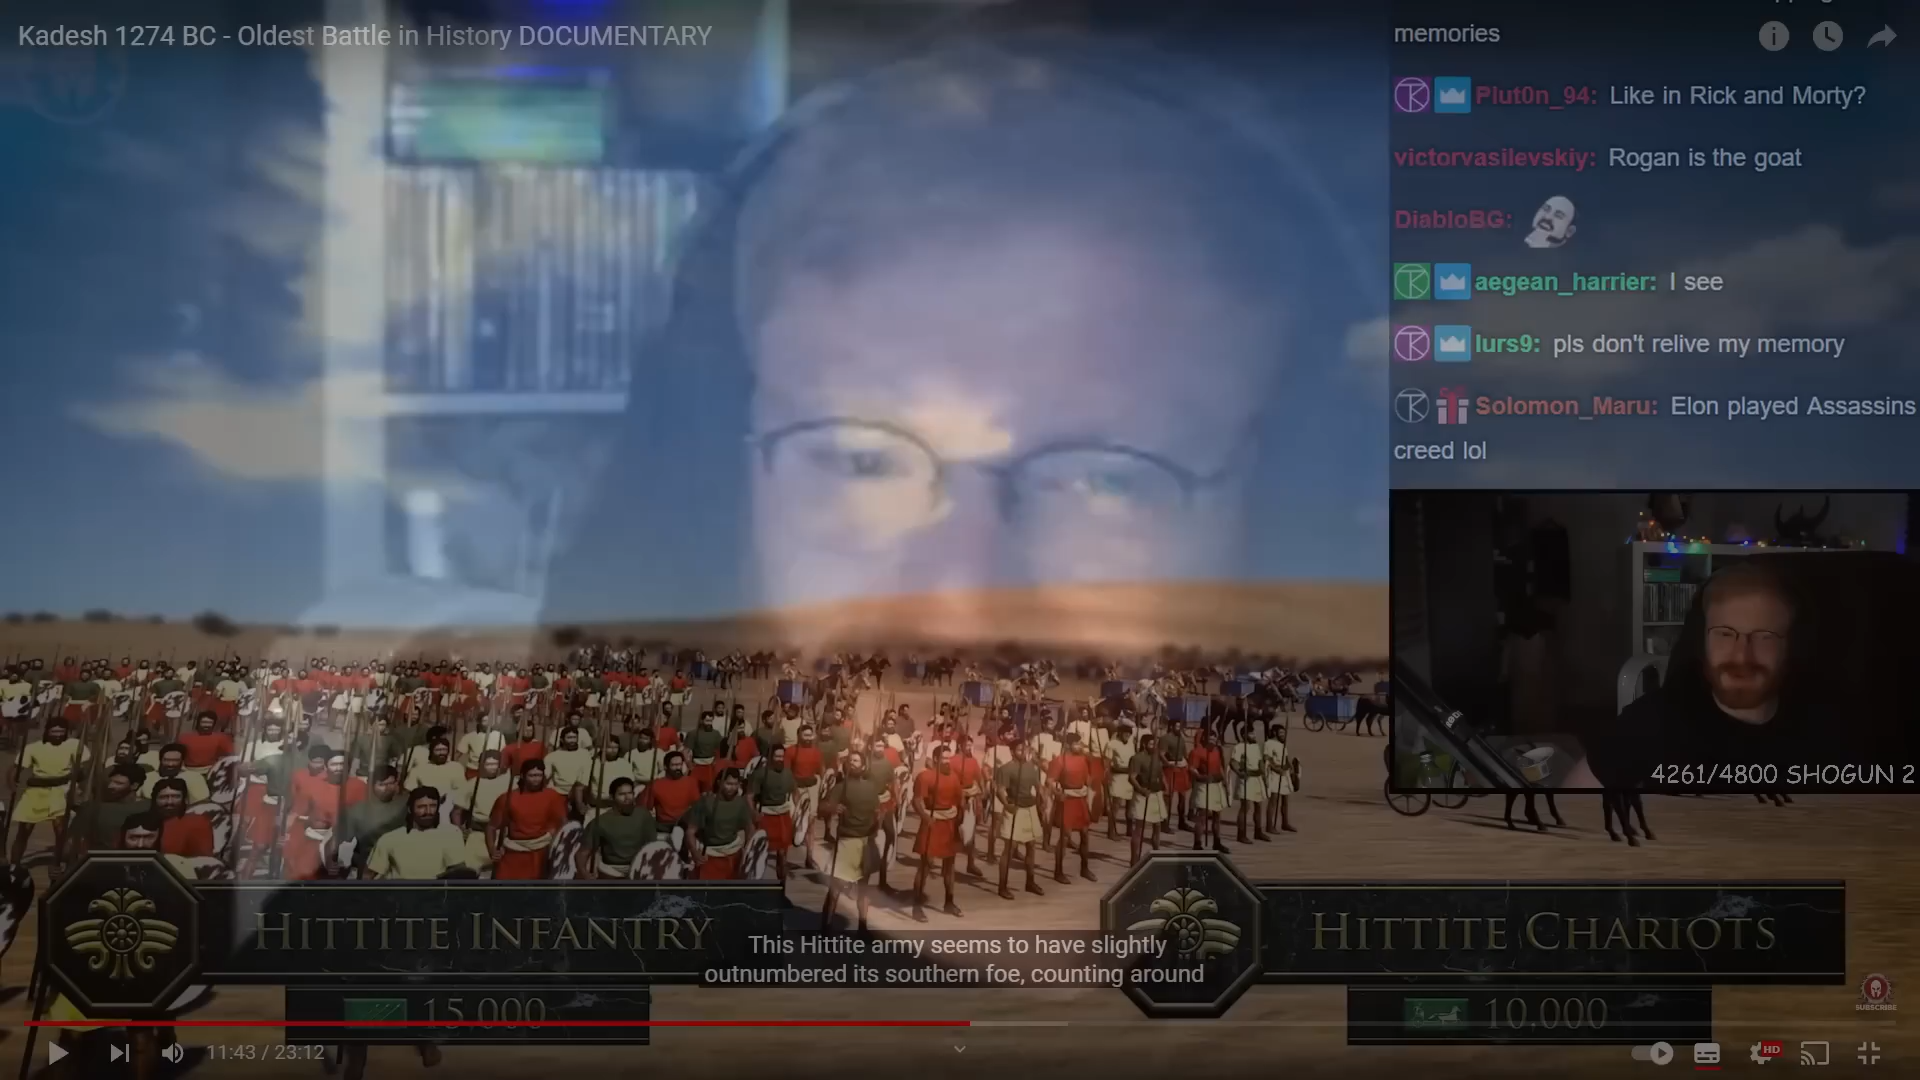 Kadesh 1274 BC - Oldest Battle in History DOCUMENTARY
memories
Plut0n_94: Like in Rick and Morty?
victorvasilevskiy: Rogan is the goat
DiabloBG:
aegean_harrier: I see
lurs9: pls don't relive my memory
Solomon_Maru: Elon played Assassins
creed lol
4261/4800 SHOGUN 2
HITTITE INFANTRY
HITTITE CHARIOTS
This Hittite army seems to have slightly
outnumbered its southern foe, counting around
15,000
10,000
SUBSCRIBE
11:43 / 23:12
HD